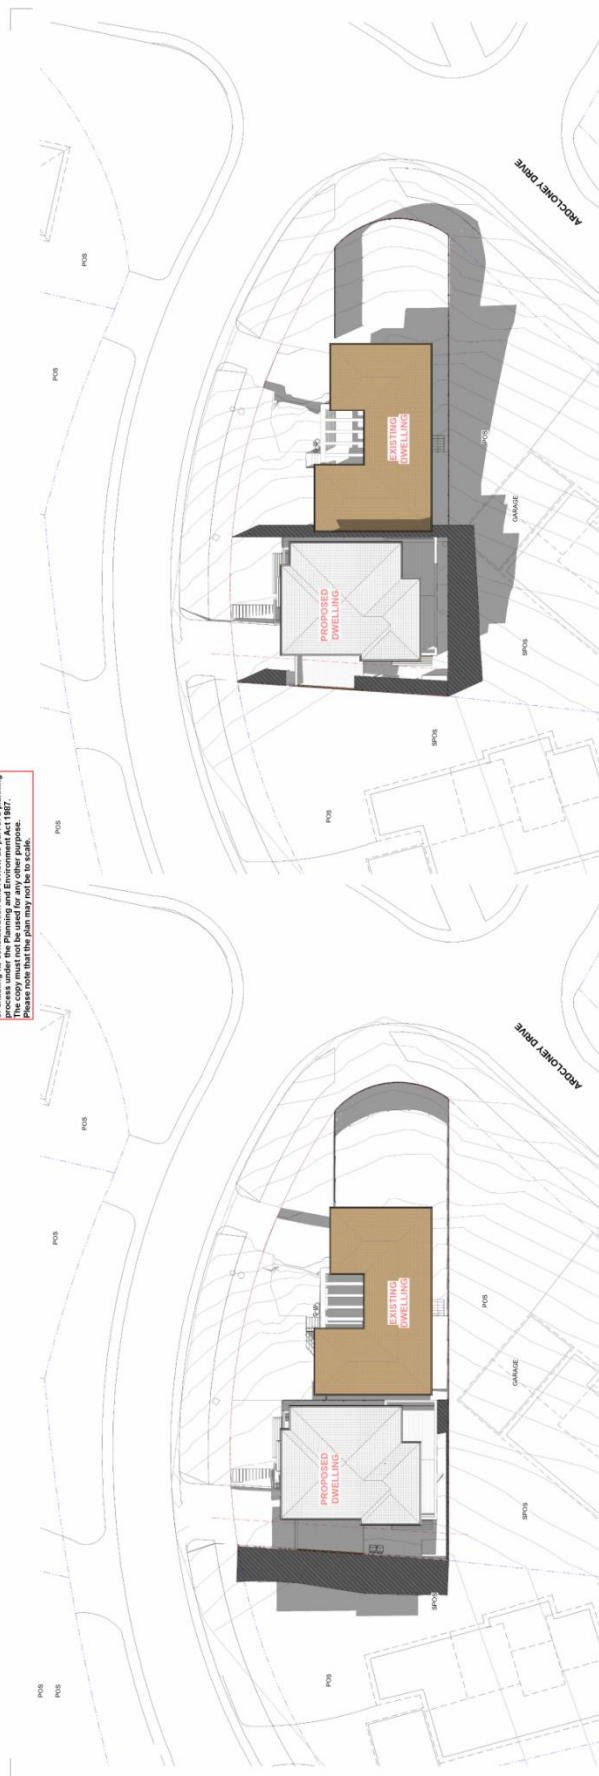 ARDCLONEY DRIVE
POS
POS
EXISTING
DWELLING
POS
GARAGE
PROPOSED
DWELLING
SPOS
SPOS
POS
POS
process under the Planning and Environment Act 1987.
The copy must not be used for any other purpose.
Please note that the plan may not be to scale.
ARDCLONEY DRIVE
POS
POS
EXISTING
DWELLING
POS
GARAGE
PROPOSED
DWELLING
SPOS
SPOS
POS
POS
POS